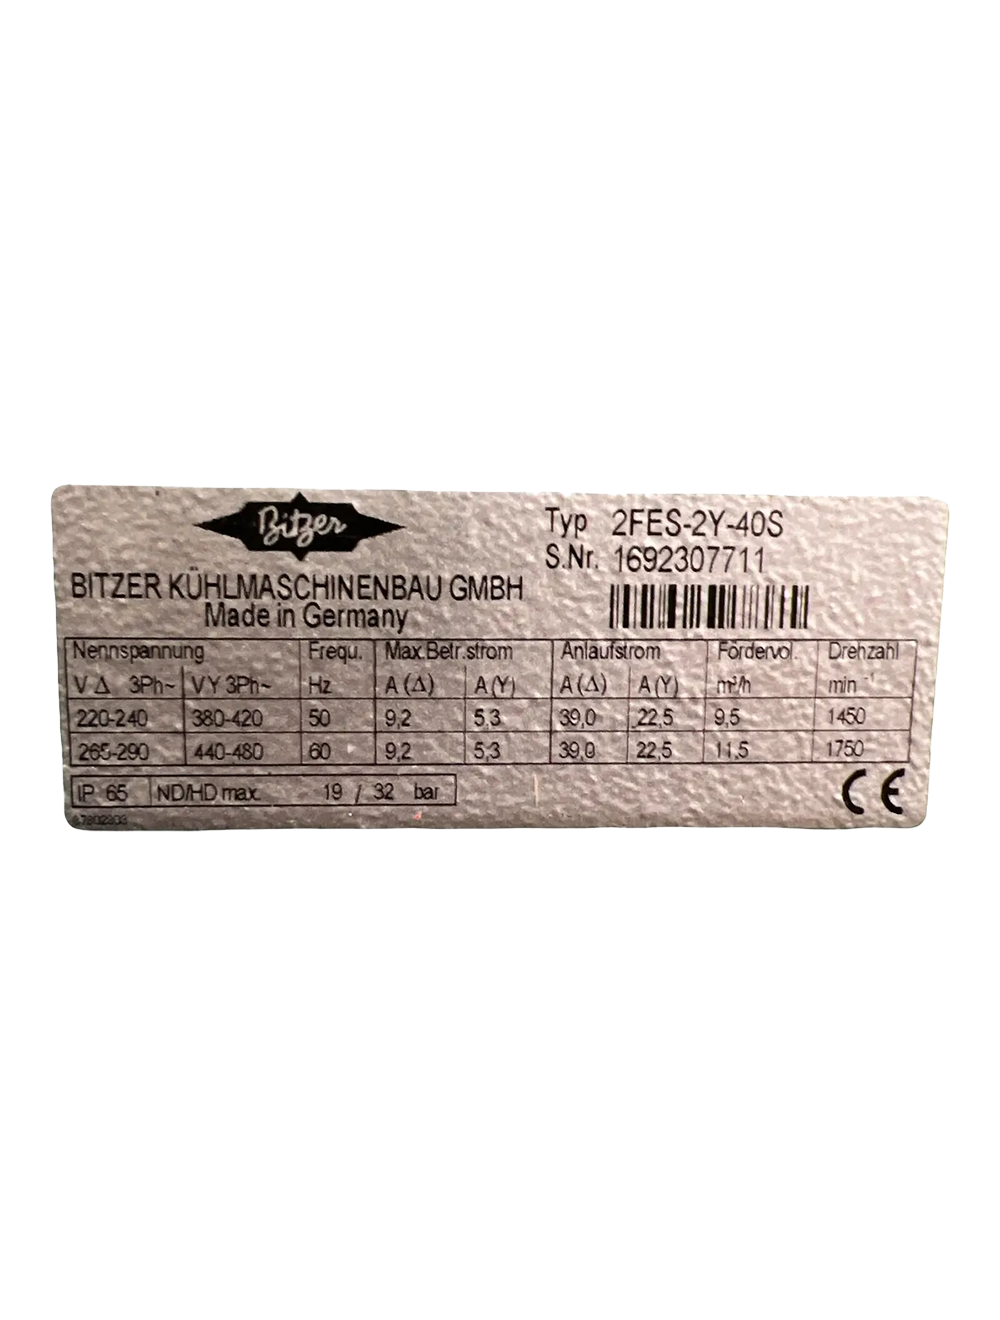 Bitzer
BITZER KÜHLMASCHINENBAU GMBH
Made in Germany
Typ 2FES-2Y-40S
S.Nr. 1692307711
Nennspannung Frequ. Max.Betr.strom Anlaufstrom Fördervol. Drehzahl
V Δ 3Ph~ V Y 3Ph~ Hz A (Δ) A (Y) A (Δ) A (Y) m³/h min⁻¹
220-240 380-420 50 9,2 5,3 39,0 22,5 9,5 1450
265-290 440-480 60 9,2 5,3 39,0 22,5 11,5 1750
IP 65 ND/HD max. 19 / 32 bar
CE